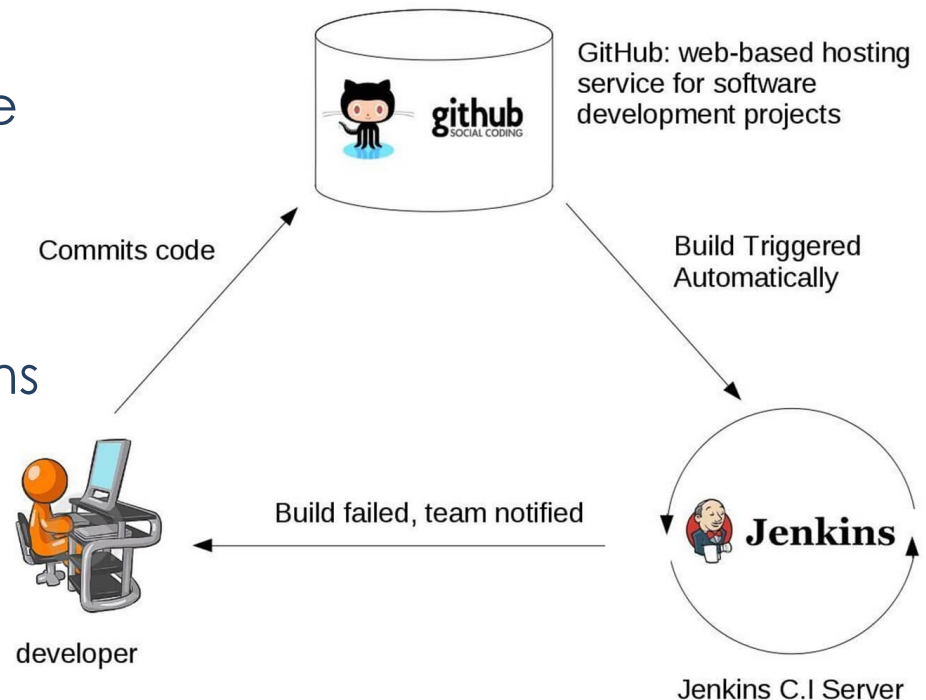 GitHub: web-based hosting
service for software
development projects
e
github
SOCIAL CODING
Commits code
Build Triggered
Automatically
ns
Build failed, team notified
Jenkins
developer
Jenkins C.I Server